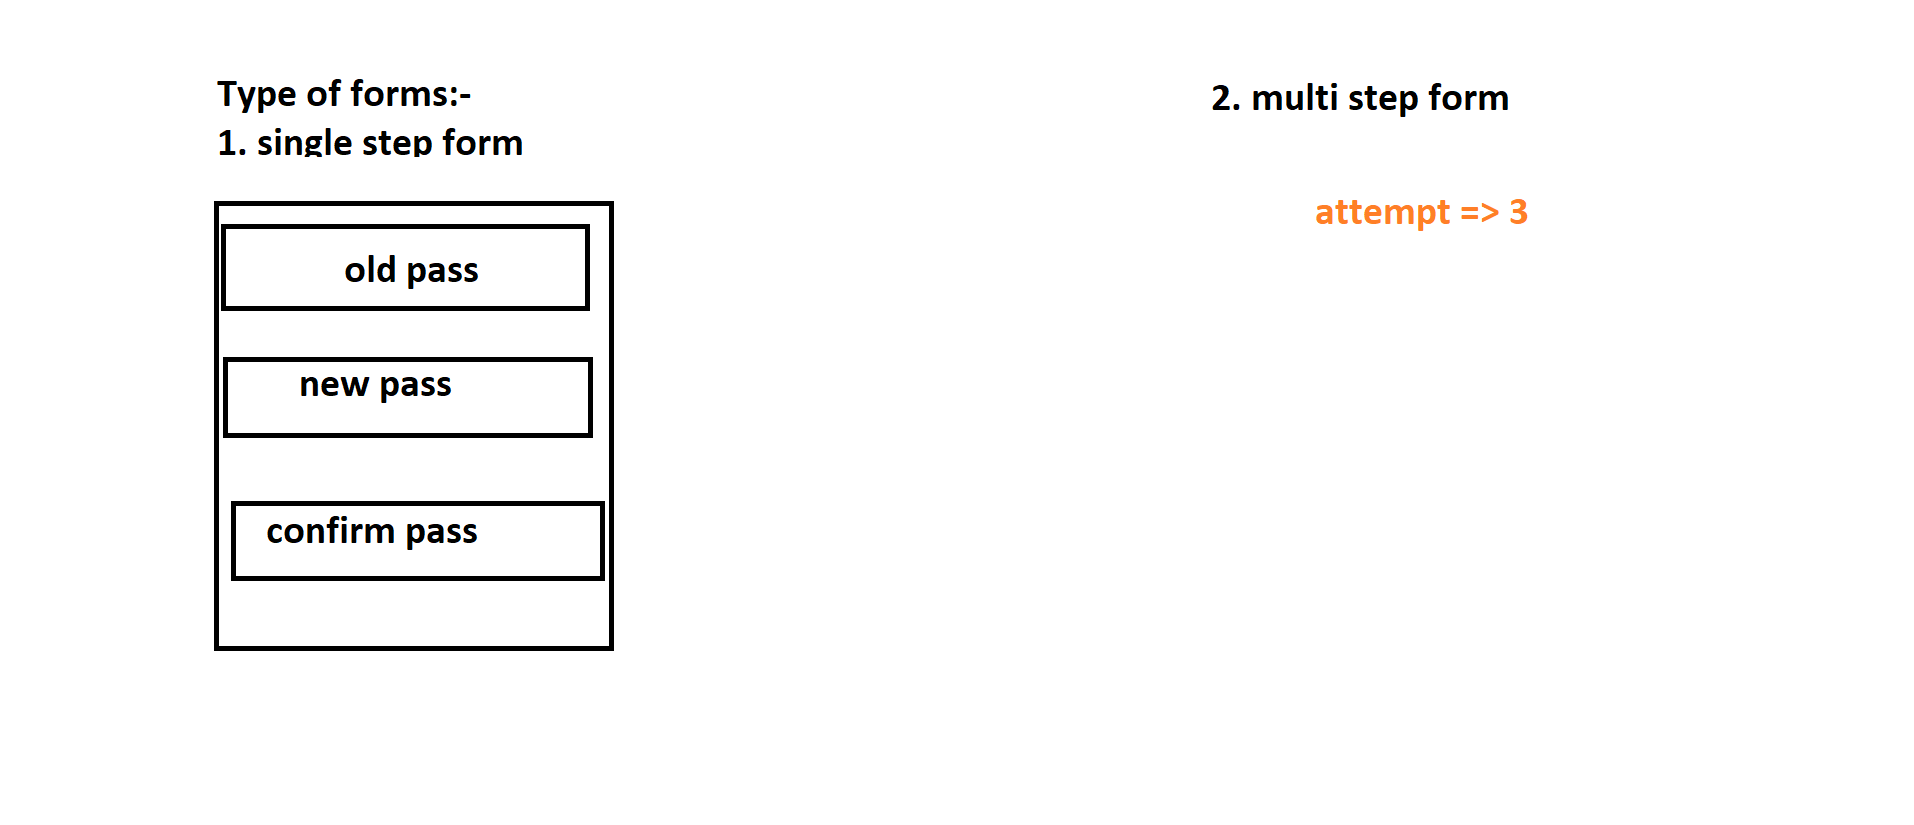 Type of forms:-
1. single step form
old pass
new pass
confirm pass
2. multi step form
attempt => 3